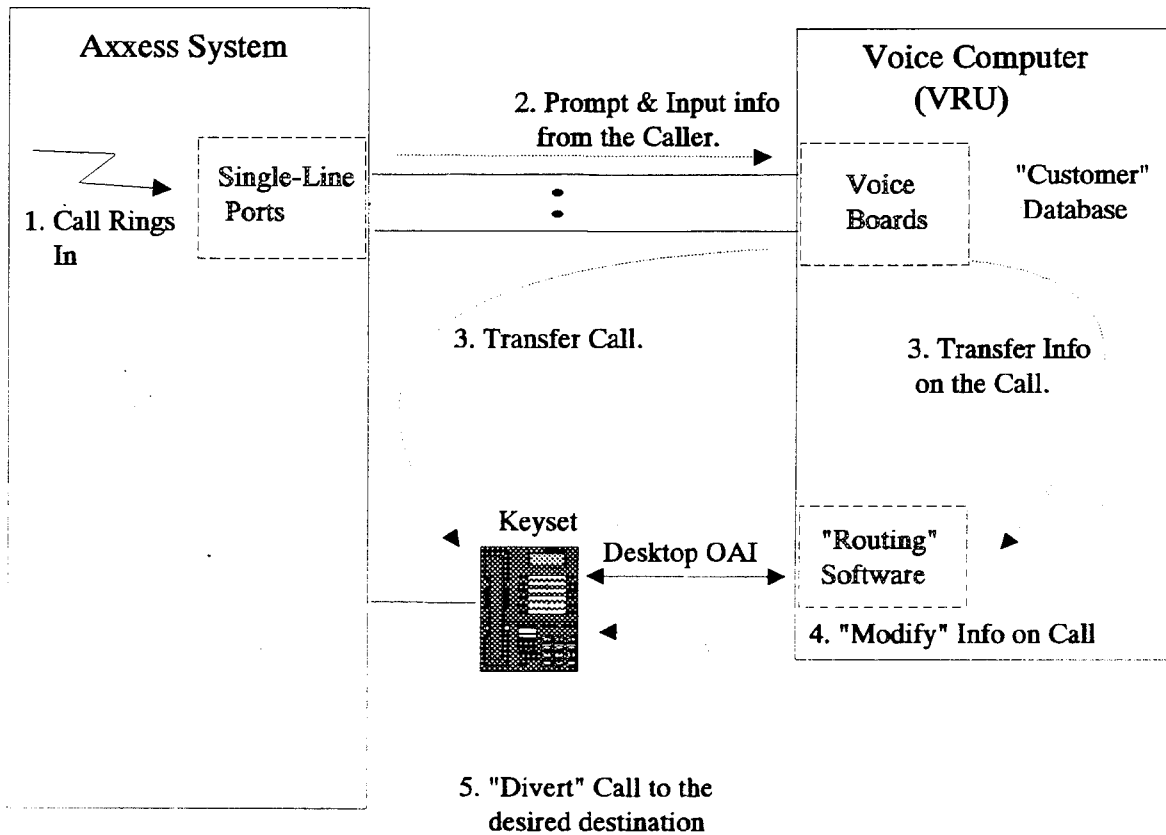 Axxess System
Voice Computer
(VRU)
2. Prompt & Input info
from the Caller.
Single-Line
Ports
Voice
Boards
"Customer"
Database
1. Call Rings
In
3. Transfer Call.
3. Transfer Info
on the Call.
Keyset
Desktop OAI
"Routing"
Software
4. "Modify" Info on Call
5. "Divert" Call to the
desired destination